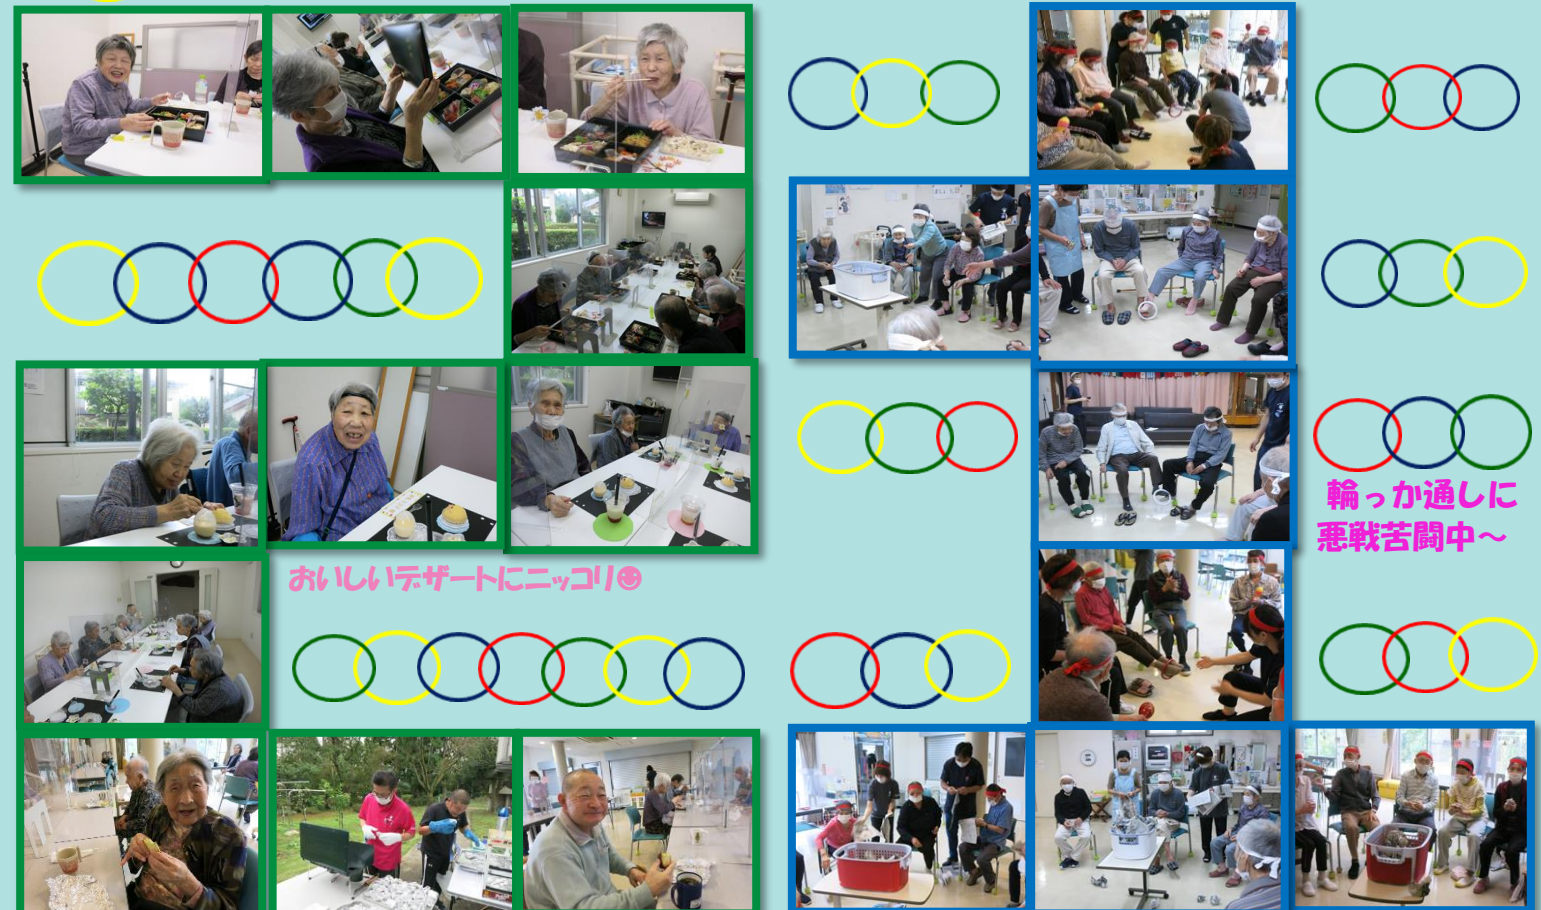 輪っか通しに
悪戦苦闘中～
おいしいデザートにニッコリ☻